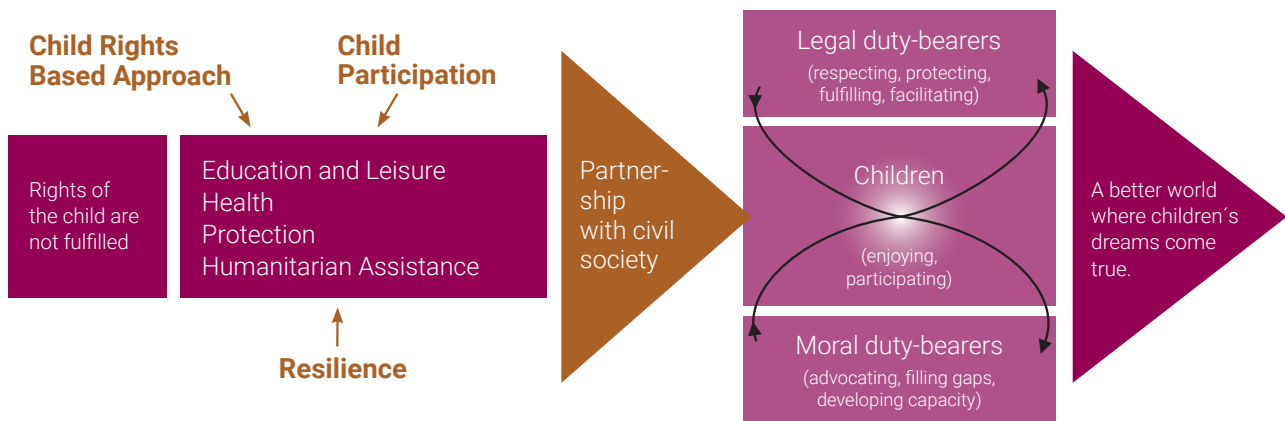 Child Rights
Based Approach
Child
Participation
Rights of
the child are
not fulfilled
Education and Leisure
Health
Protection
Humanitarian Assistance
Resilience
Partner-
ship
with civil
society
Legal duty-bearers
(respecting, protecting,
fulfilling, facilitating)
Children
(enjoying,
participating)
Moral duty-bearers
(advocating, filling gaps,
developing capacity)
A better world
where children´s
dreams come
true.